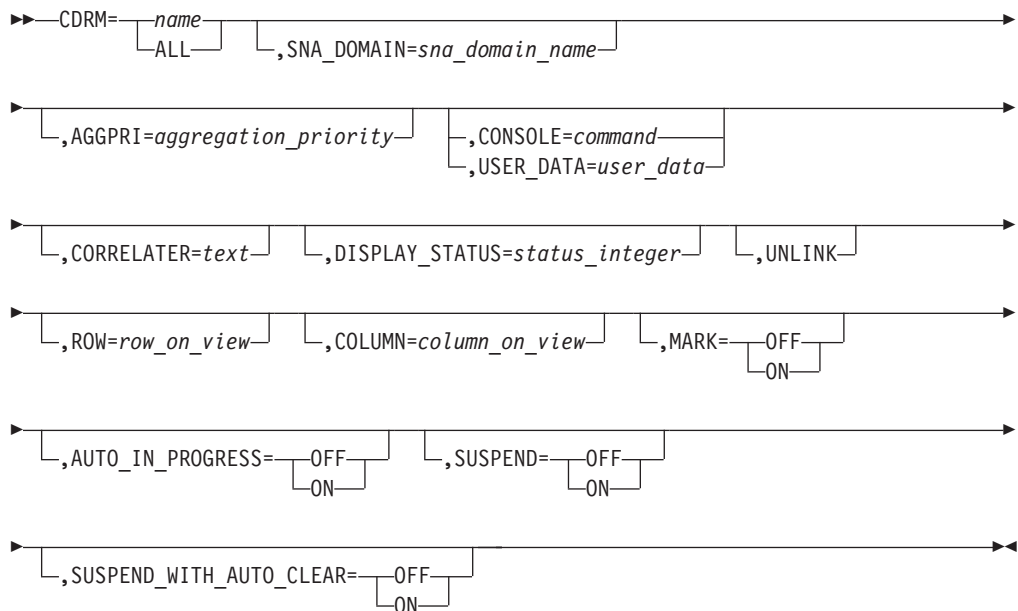 CDRM= name
ALL ,SNA_DOMAIN=sna_domain_name
,AGGPRI=aggregation_priority ,CONSOLE=command
,USER_DATA=user_data
,CORRELATER=text ,DISPLAY_STATUS=status_integer ,UNLINK
,ROW=row_on_view ,COLUMN=column_on_view ,MARK= OFF
ON
,AUTO_IN_PROGRESS= OFF ,SUSPEND= OFF
ON ON
,SUSPEND_WITH_AUTO_CLEAR= OFF
ON